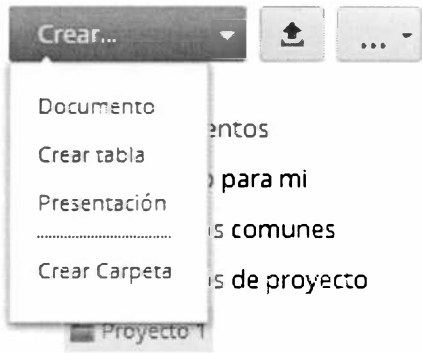 Crear... ...
Documento
entos
Crear tabla
para mi
Presentación
s comunes
Crear Carpeta
s de proyecto
Proyecto 1